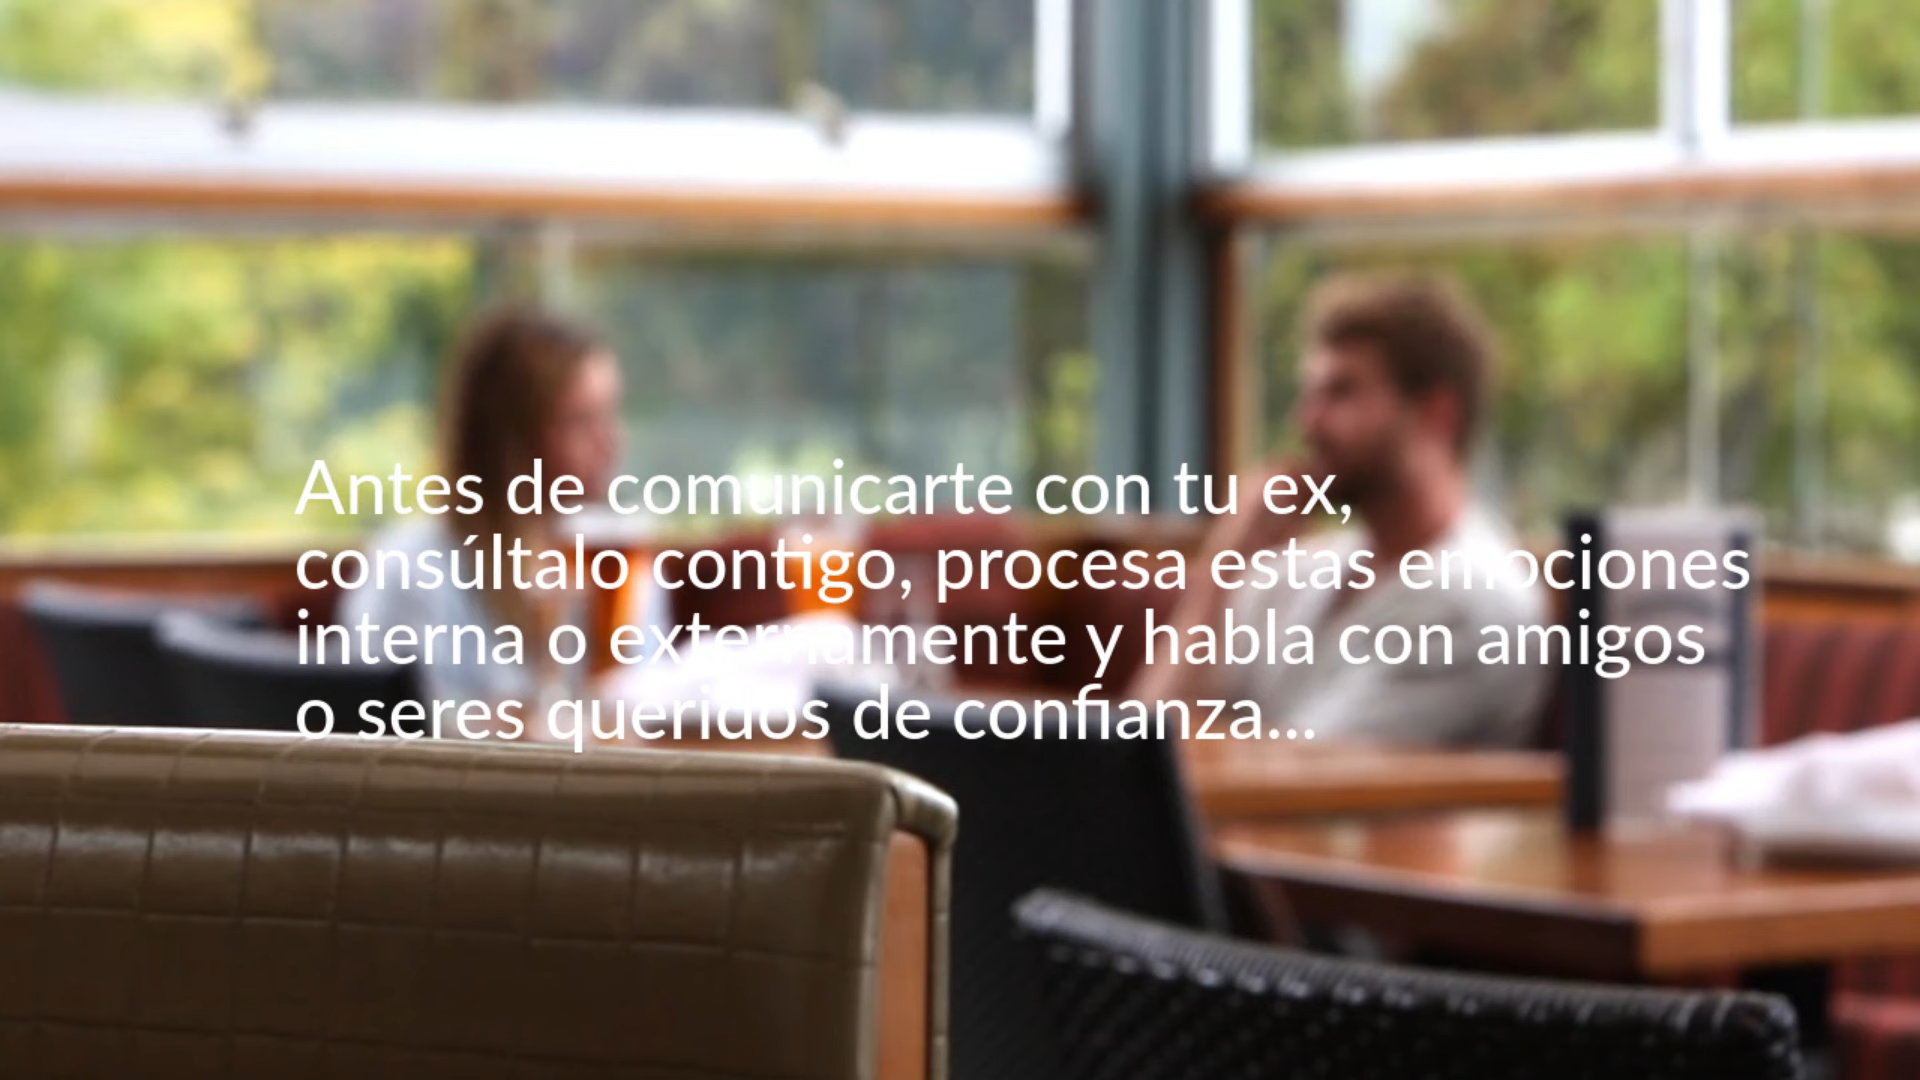 Antes de comunicarte con tu ex,
consúltalo contigo, procesa estas emociones
interna o externamente y habla con amigos
o seres queridos de confianza...